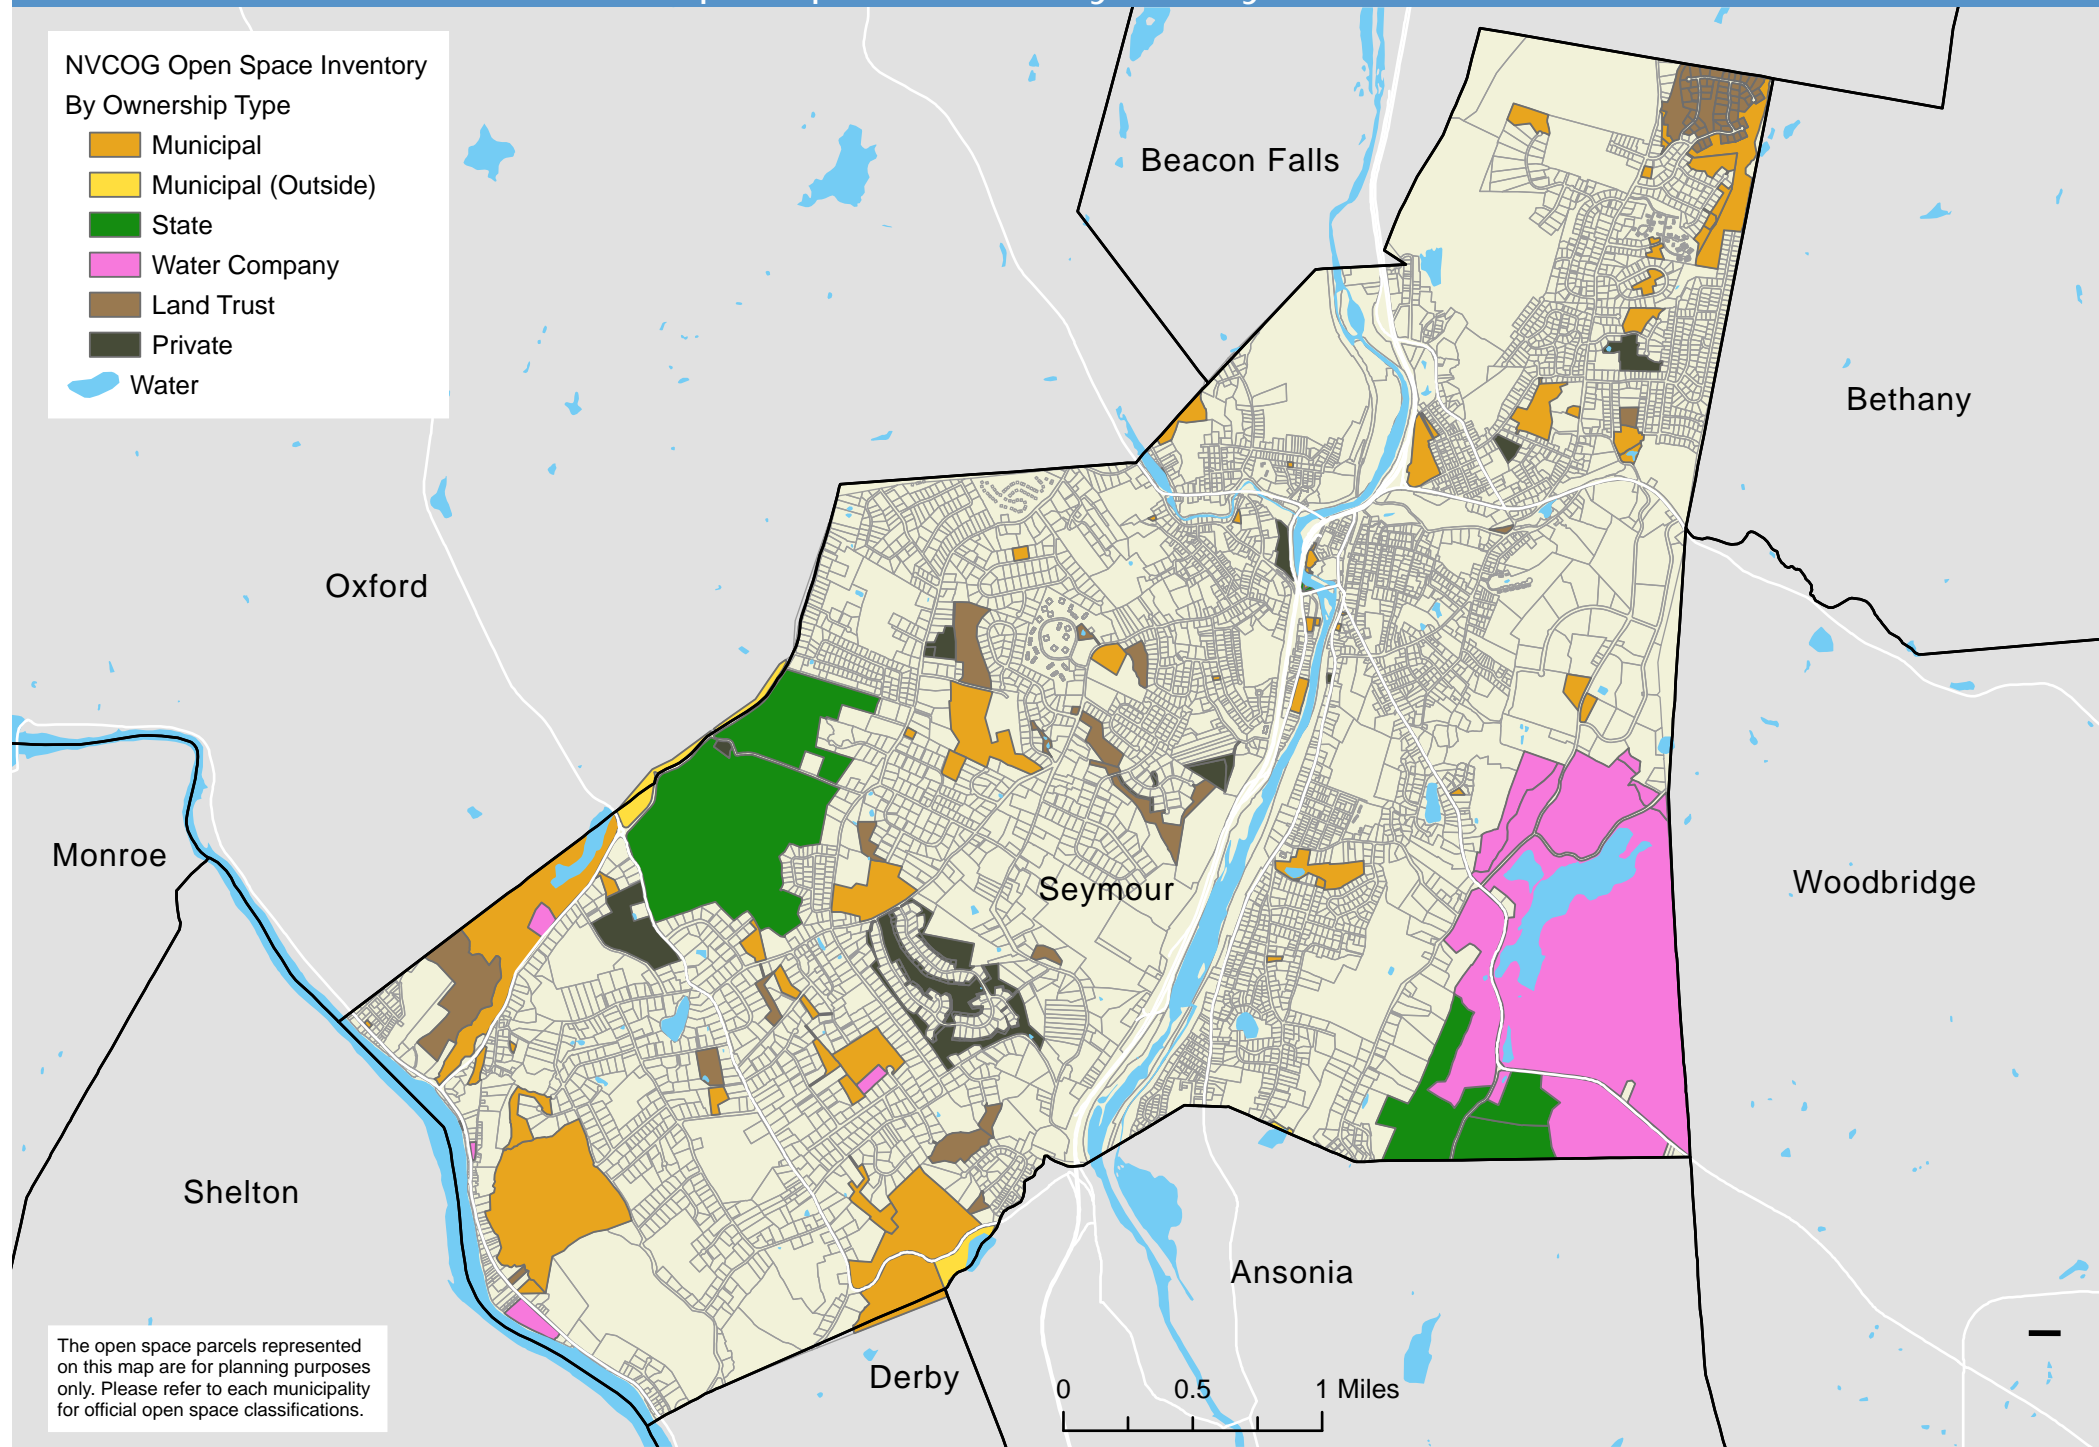 NVCOG Open Space Inventory
By Ownership Type
Municipal
Municipal (Outside)
State
Water Company
Land Trust
Private
Water
Beacon Falls
Bethany
Oxford
Monroe
Seymour
Woodbridge
Shelton
Ansonia
Derby
0 0.5 1 Miles
The open space parcels represented
on this map are for planning purposes
only. Please refer to each municipality
for official open space classifications.